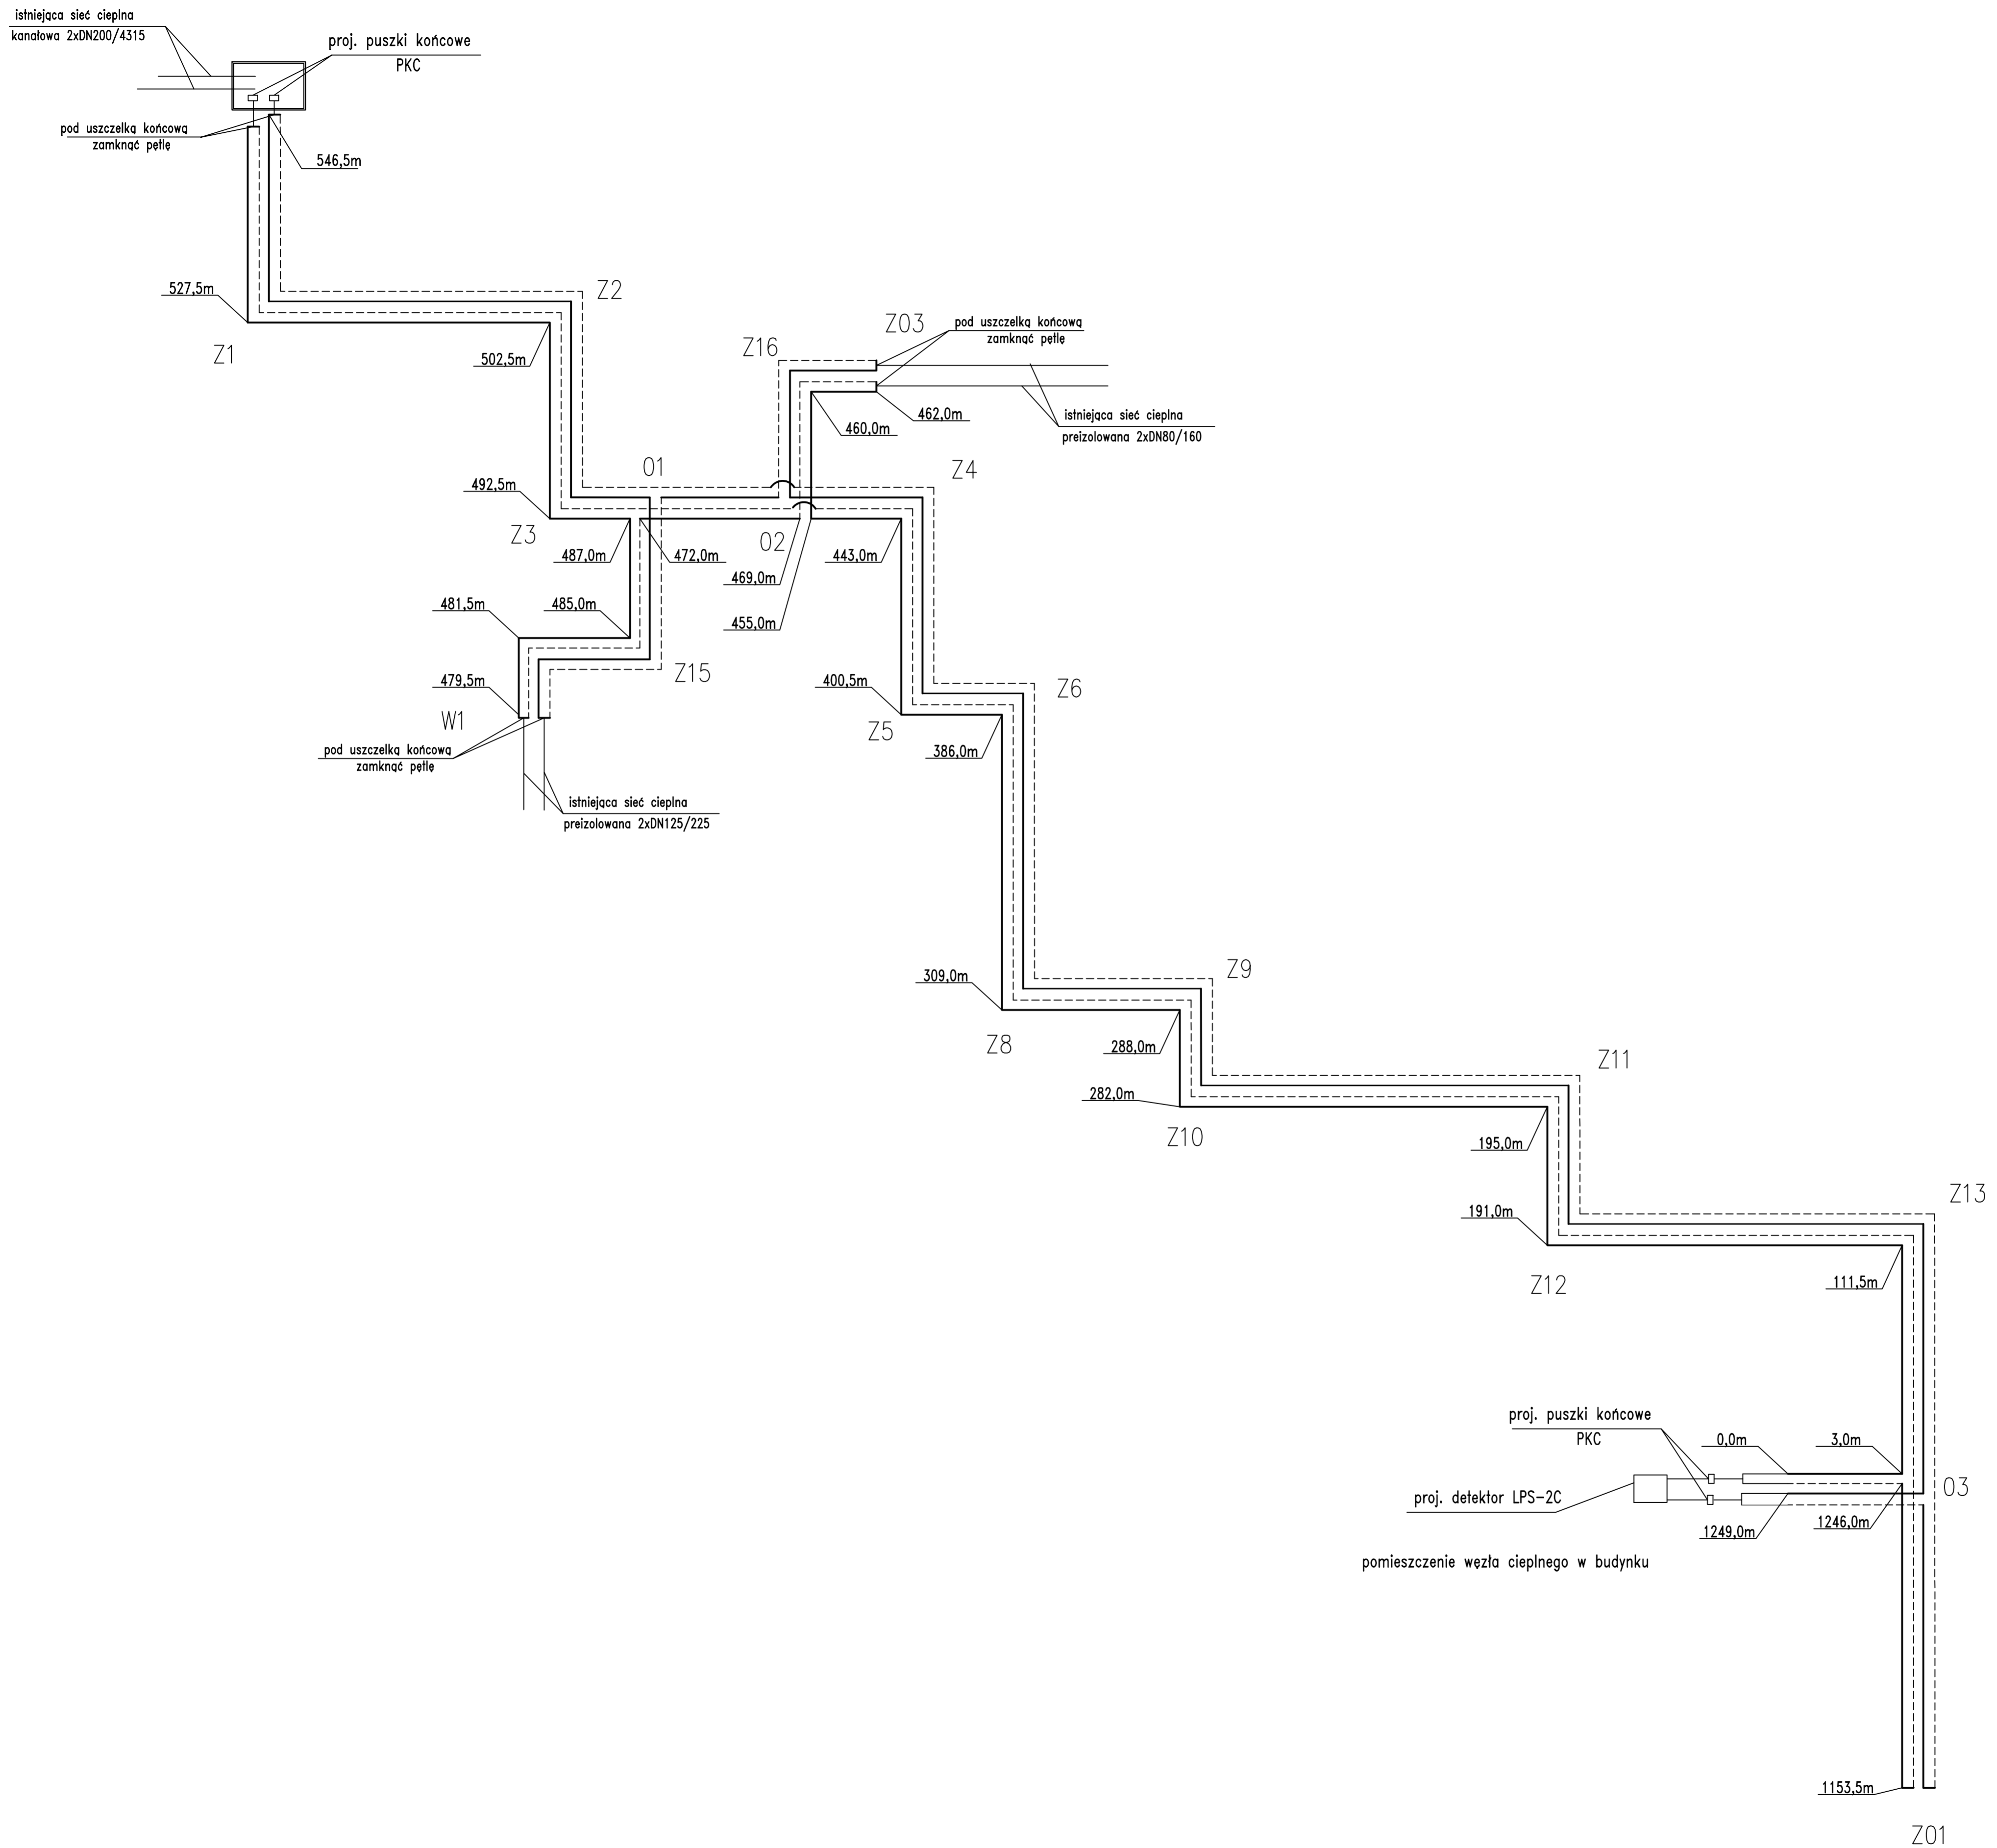 istniejąca sieć cieplna
kanałowa 2xDN200/4315
proj. puszki końcowe
PKC
pod uszczelką końcową
zamknąć pętlę
546,5m
527,5m
Z2
Z1
502,5m
Z16
Z03
pod uszczelką końcową
zamknąć pętlę
462,0m
460,0m
istniejąca sieć cieplna
preizolowana 2xDN80/160
O1
Z4
492,5m
Z3
O2
487,0m
472,0m
469,0m
443,0m
481,5m
485,0m
455,0m
Z15
479,5m
400,5m
Z6
W1
Z5
pod uszczelką końcową
zamknąć pętlę
386,0m
istniejąca sieć cieplna
preizolowana 2xDN125/225
309,0m
Z9
Z8
288,0m
Z11
282,0m
Z10
195,0m
Z13
191,0m
Z12
111,5m
proj. puszki końcowe
PKC
0,0m
3,0m
proj. detektor LPS-2C
O3
1249,0m
1246,0m
pomieszczenie węzła cieplnego w budynku
1153,5m
Z01